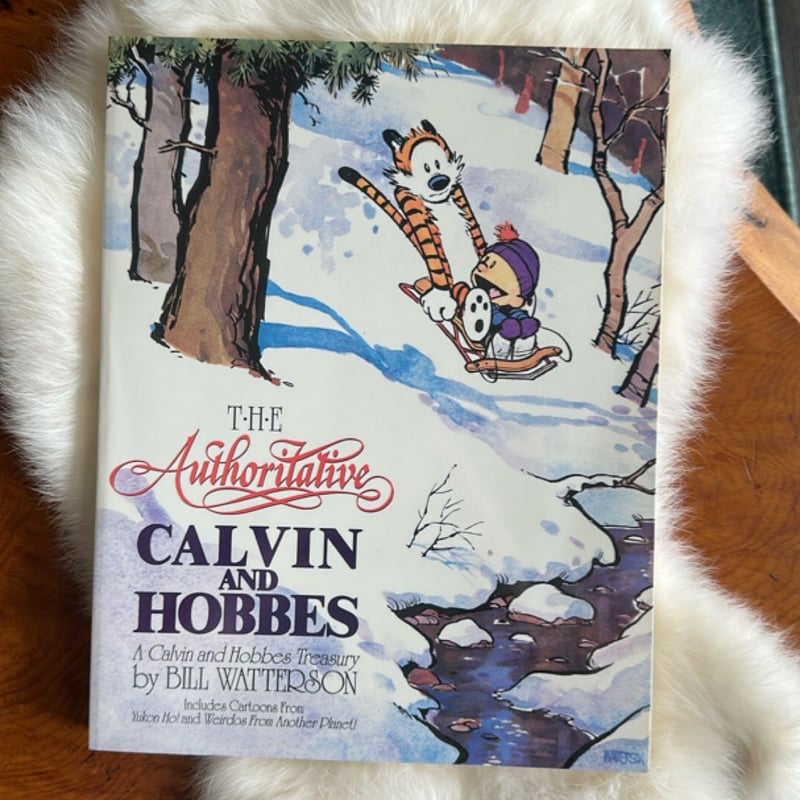 T·H·E
Authoritative
CALVIN
AND
HOBBES
A Calvin and Hobbes Treasury
by BILL WATTERSON
Includes Cartoons From
Yukon Ho! and Weirdos From Another Planet!